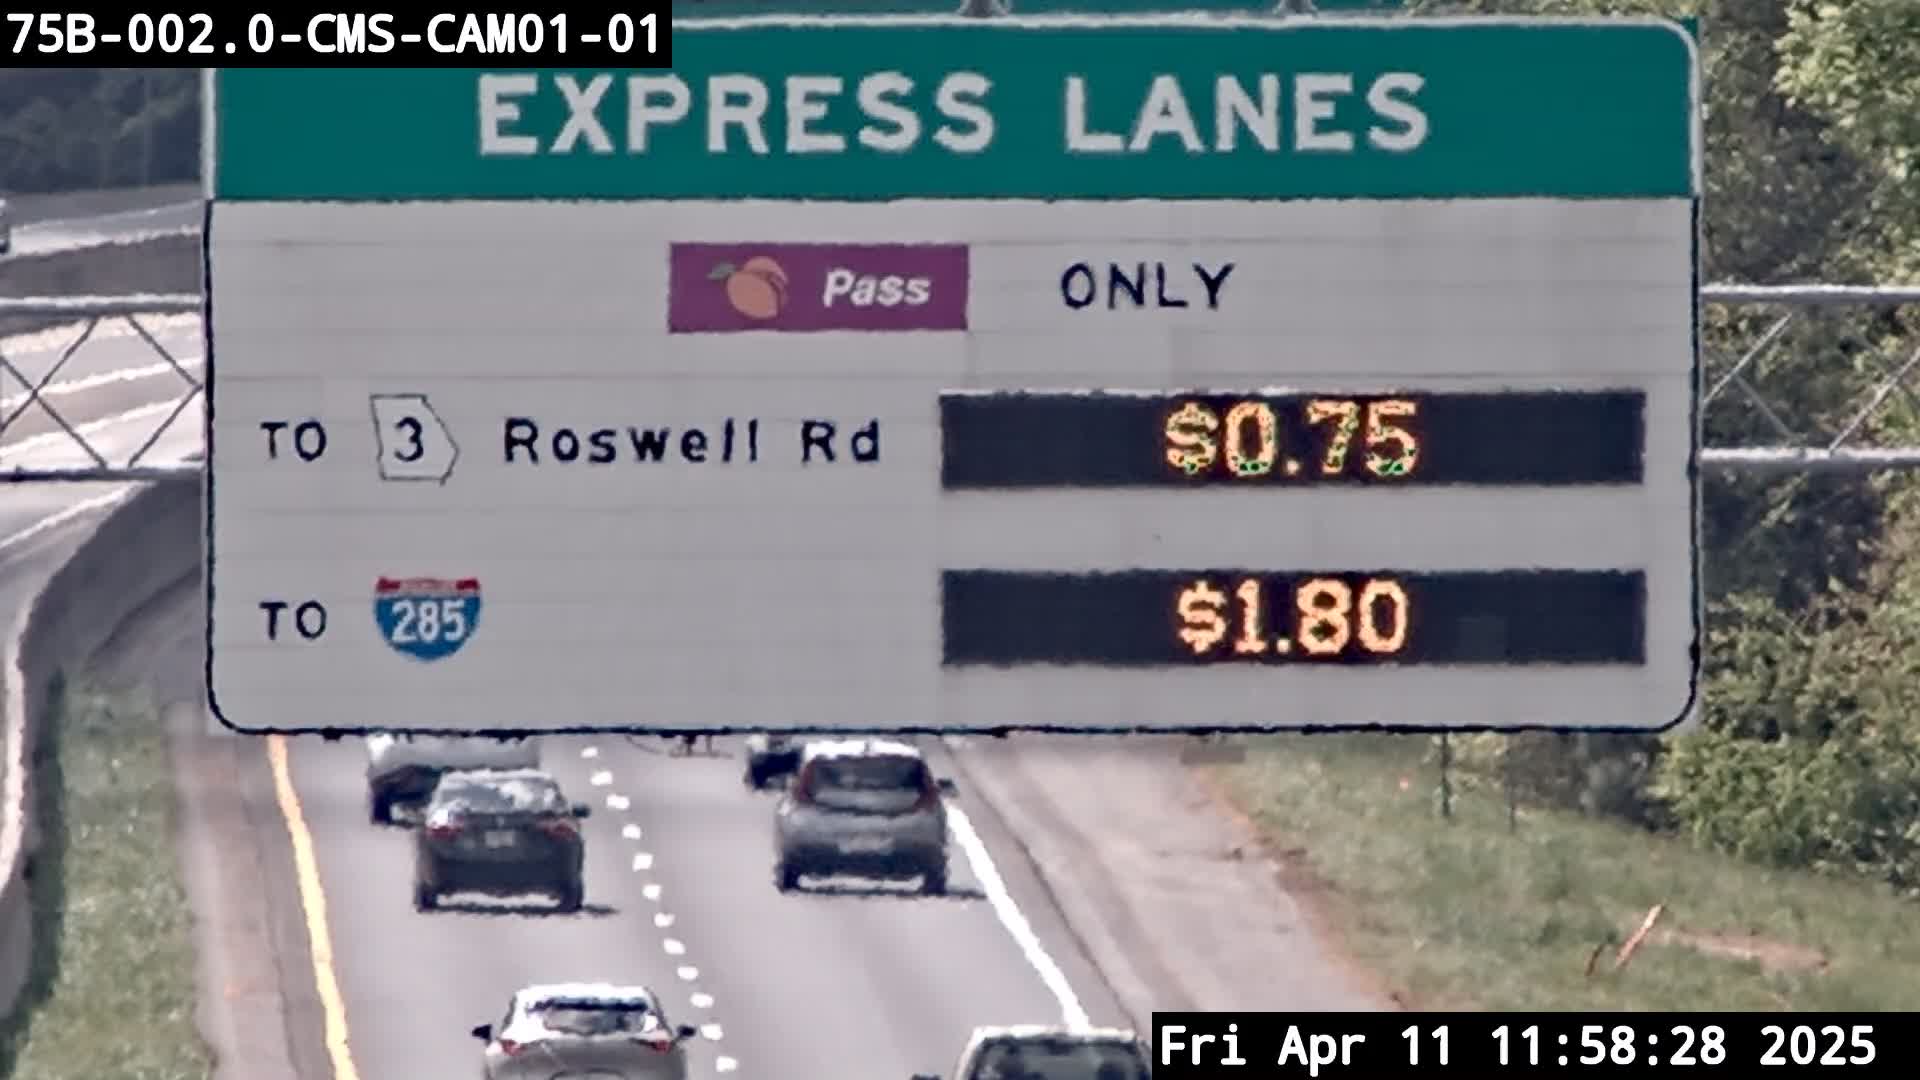 75B-002.0-CMS-CAM01-01
EXPRESS LANES
Pass ONLY
TO 3 Roswell Rd $0.75
TO 285 $1.80
Fri Apr 11 11:58:28 2025